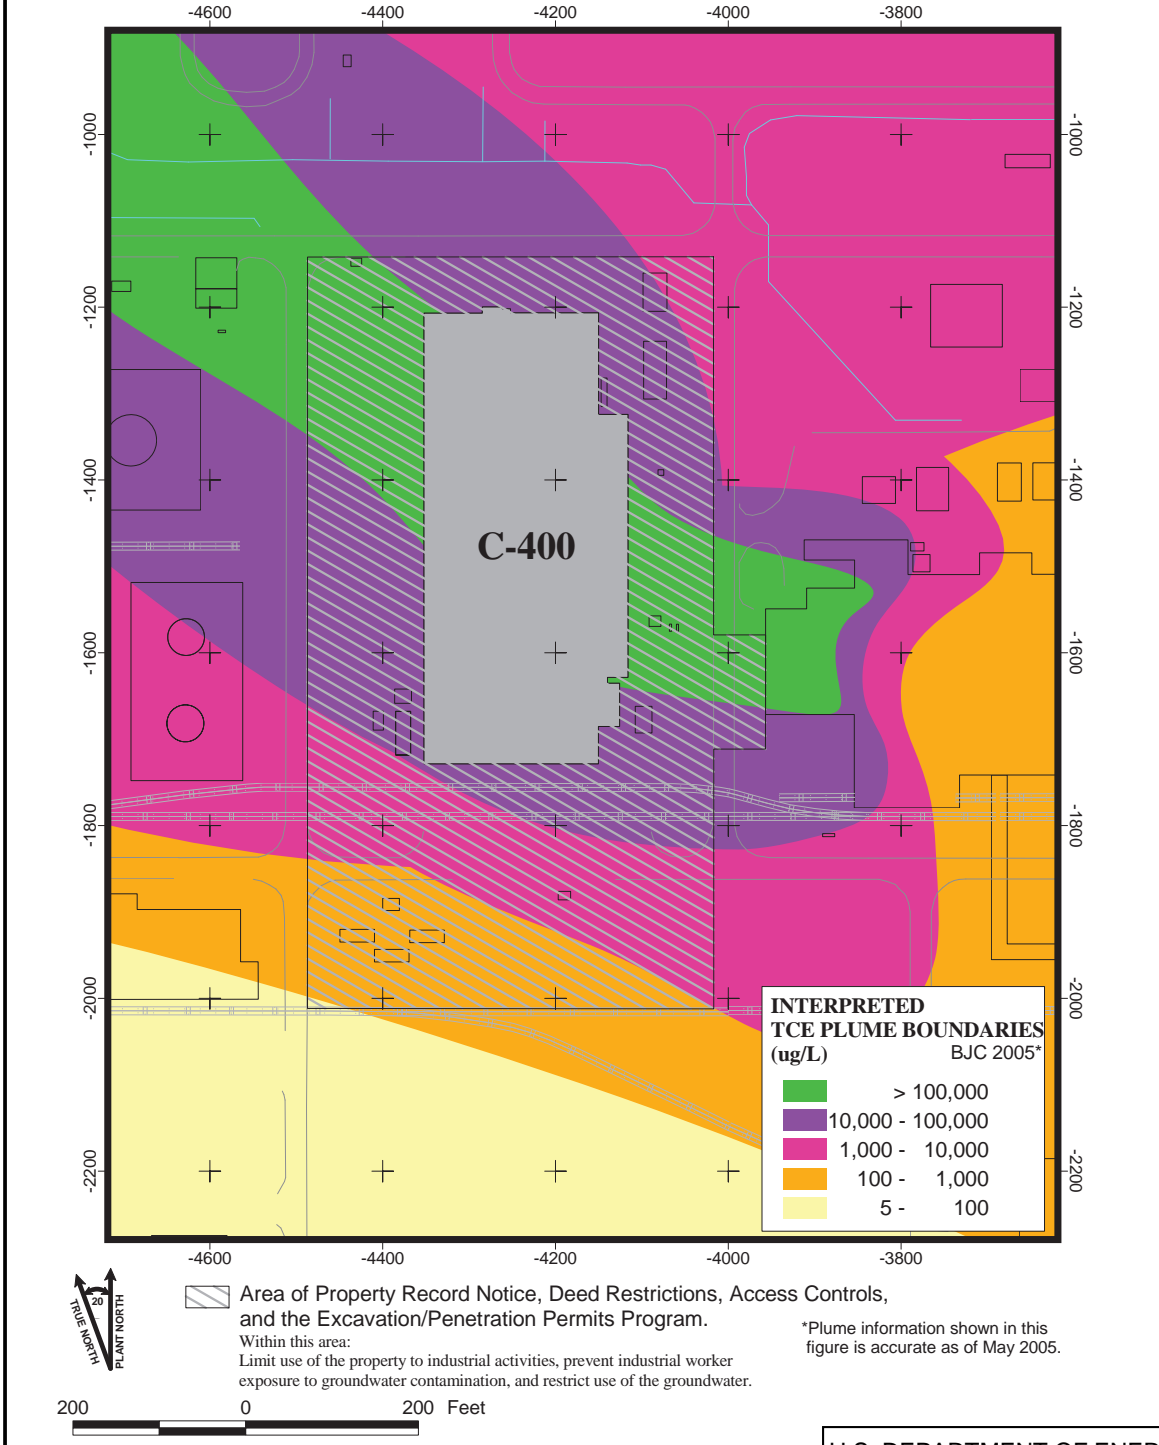 -4600 -4400 -4200 -4000 -3800
-1000 -1000
-1200 -1200
-1400 -1400
C-400
-1600 -1600
-1800 -1800
-2000 -2000
INTERPRETED
TCE PLUME BOUNDARIES
(ug/L) BJC 2005*
> 100,000
10,000 - 100,000
1,000 - 10,000
100 - 1,000
5 - 100
-2200 -2200
-4600 -4400 -4200 -4000 -3800
20
TRUE NORTH
PLANT NORTH
Area of Property Record Notice, Deed Restrictions, Access Controls,
and the Excavation/Penetration Permits Program.
Within this area:
Limit use of the property to industrial activities, prevent industrial worker
exposure to groundwater contamination, and restrict use of the groundwater.
*Plume information shown in this
figure is accurate as of May 2005.
200 0 200 Feet
U.S. DEPARTMENT OF ENER